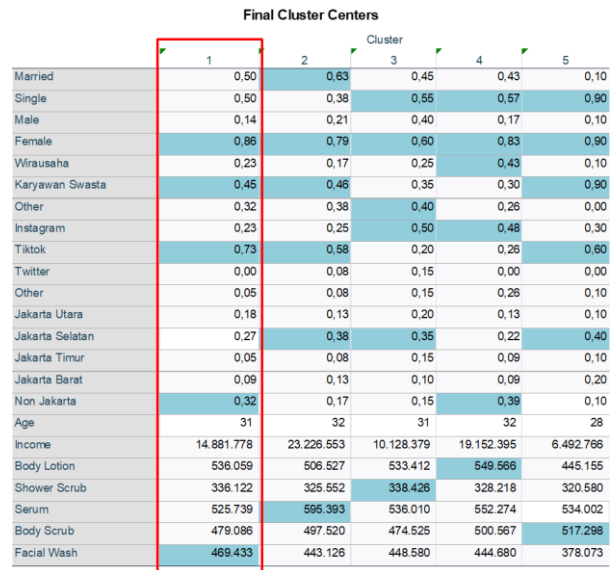 Final Cluster Centers
Cluster
1 2 3 4 5
Married 0,50 0,63 0,45 0,43 0,10
Single 0,50 0,38 0,55 0,57 0,90
Male 0,14 0,21 0,40 0,17 0,10
Female 0,86 0,79 0,60 0,83 0,90
Wirausaha 0,23 0,17 0,25 0,43 0,10
Karyawan Swasta 0,45 0,46 0,35 0,30 0,90
Other 0,32 0,38 0,40 0,26 0,00
Instagram 0,23 0,25 0,50 0,48 0,30
Tiktok 0,73 0,58 0,20 0,26 0,60
Twitter 0,00 0,08 0,15 0,00 0,00
Other 0,05 0,08 0,15 0,26 0,10
Jakarta Utara 0,18 0,13 0,20 0,13 0,10
Jakarta Selatan 0,27 0,38 0,35 0,22 0,40
Jakarta Timur 0,05 0,08 0,15 0,09 0,10
Jakarta Barat 0,09 0,13 0,10 0,09 0,20
Non Jakarta 0,32 0,17 0,15 0,39 0,10
Age 31 32 31 32 28
Income 14.881.778 23.226.553 10.128.379 19.152.395 6.492.766
Body Lotion 536.059 506.527 533.412 549.566 445.155
Shower Scrub 336.122 325.552 338.426 328.218 320.580
Serum 525.739 595.393 536.010 552.274 534.002
Body Scrub 479.086 497.520 474.525 500.567 517.298
Facial Wash 469.433 443.126 448.580 444.680 378.073